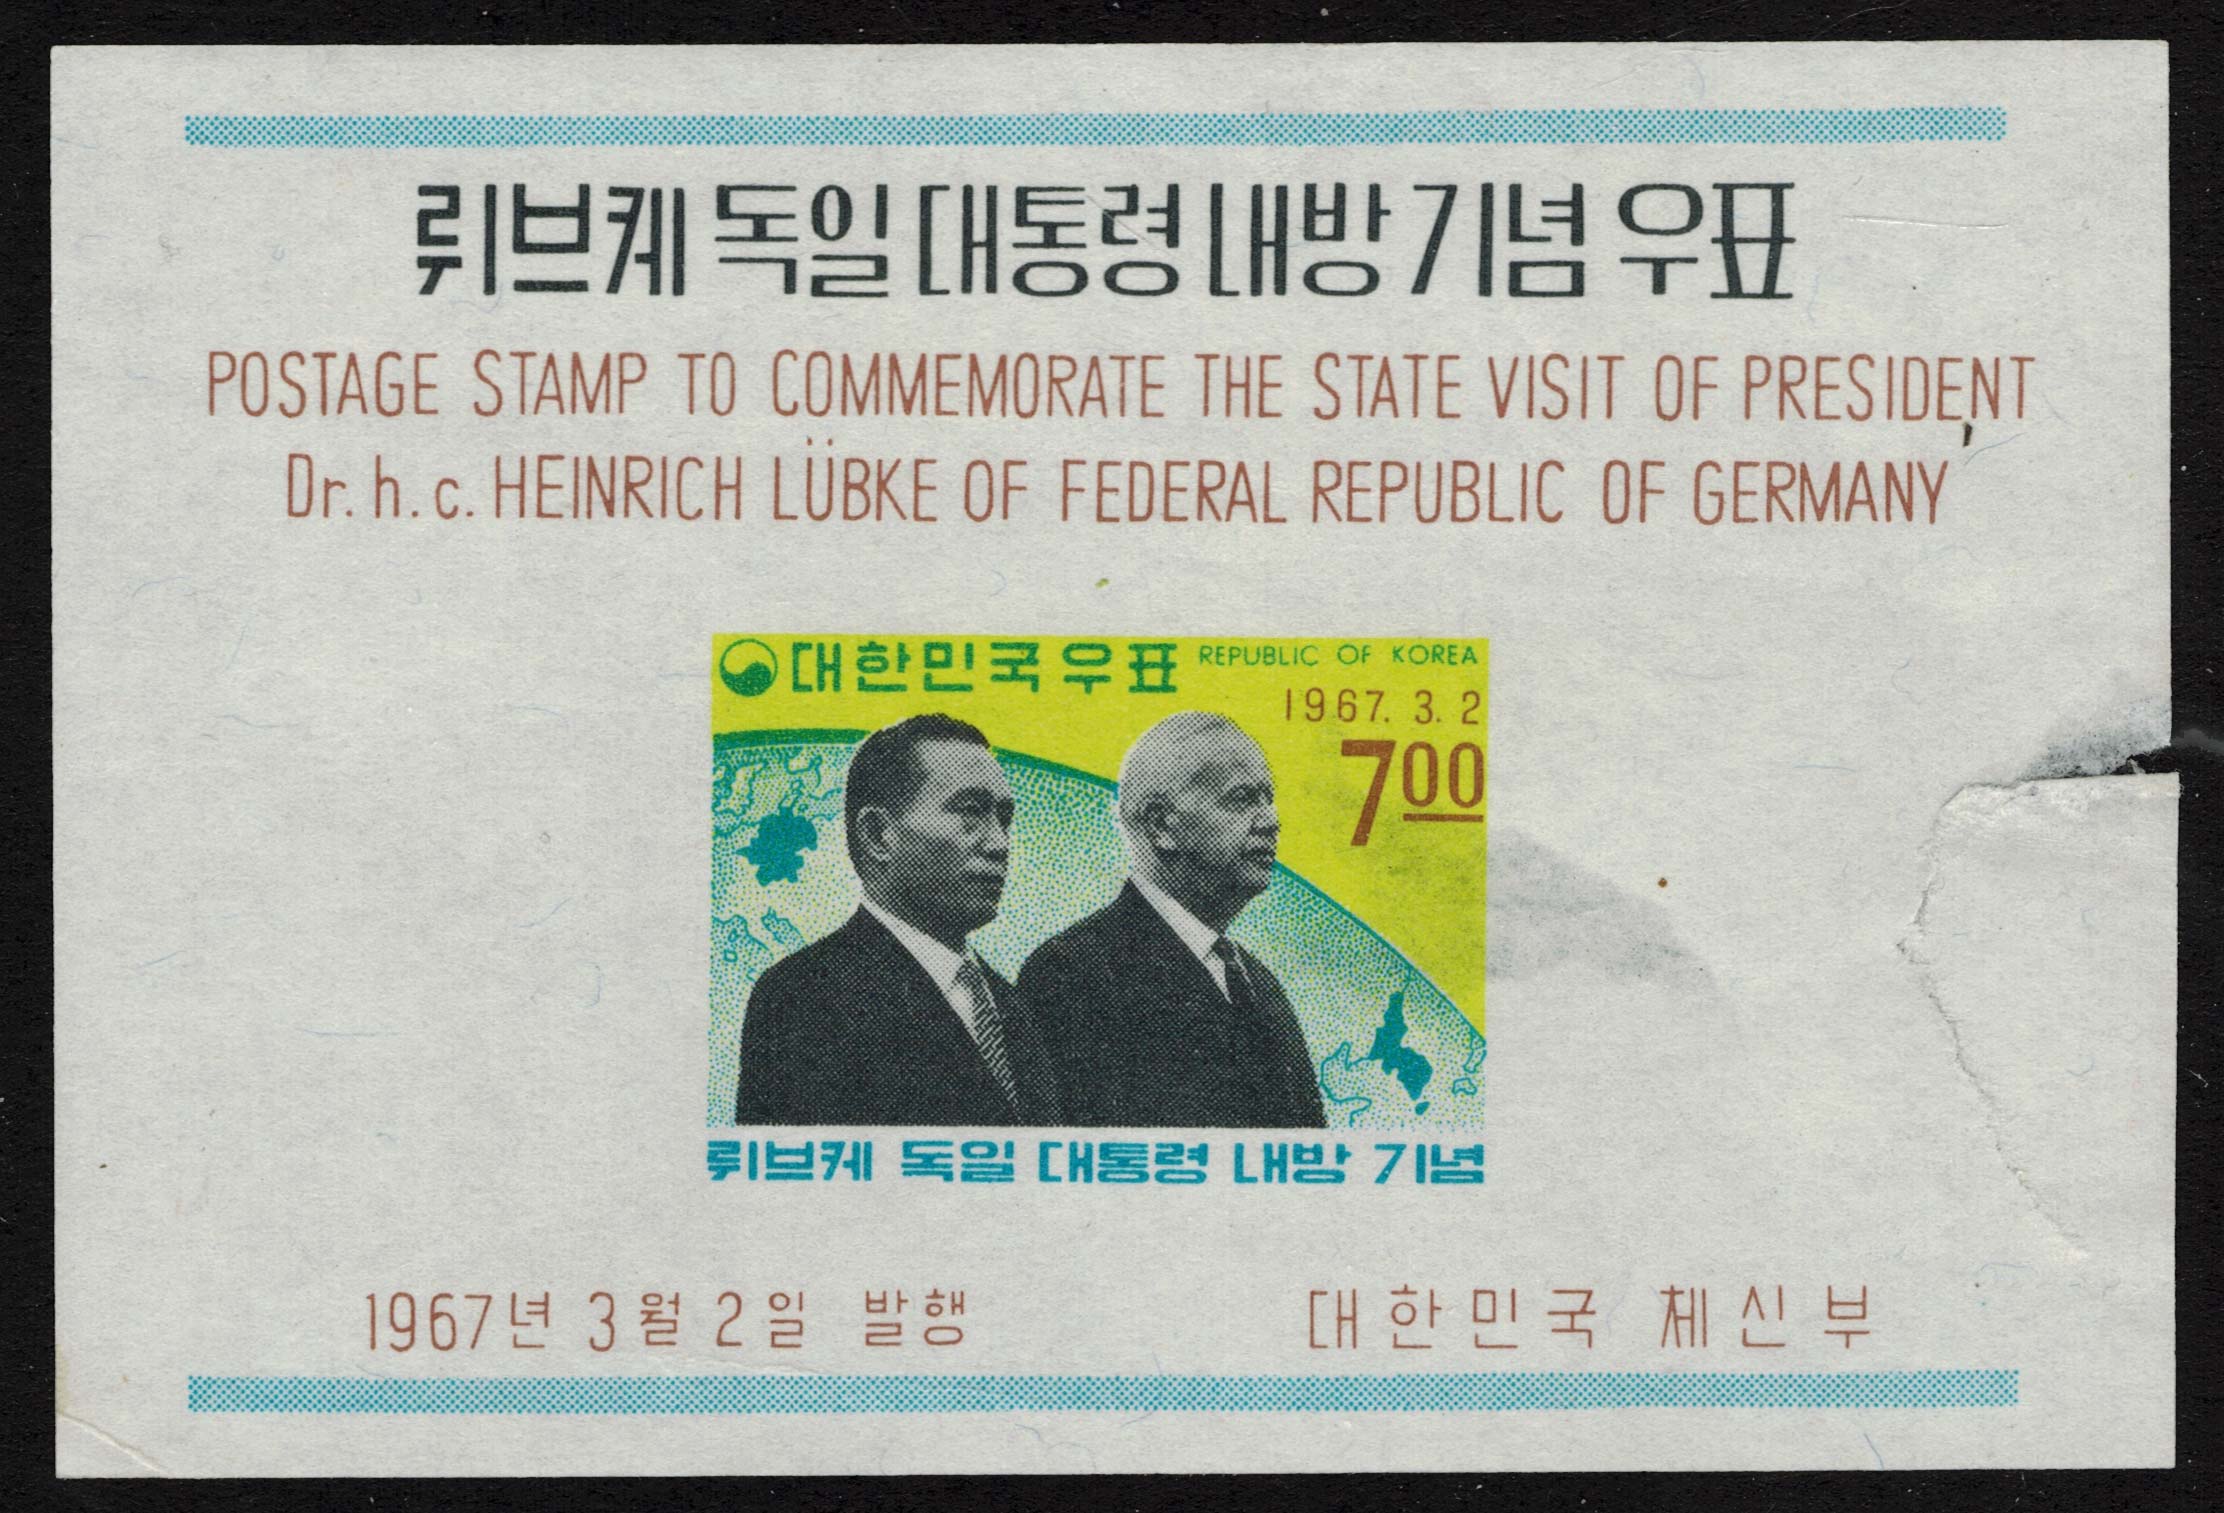 뤼브케 독일 대통령 내방 기념 우표
POSTAGE STAMP TO COMMEMORATE THE STATE VISIT OF PRESIDENT
Dr. h. c. HEINRICH LÜBKE OF FEDERAL REPUBLIC OF GERMANY
대한민국우표 REPUBLIC OF KOREA
1967. 3. 2
700
뤼브케 독일 대통령 내방 기념
1967년 3월 2일 발행
대한민국 체신부